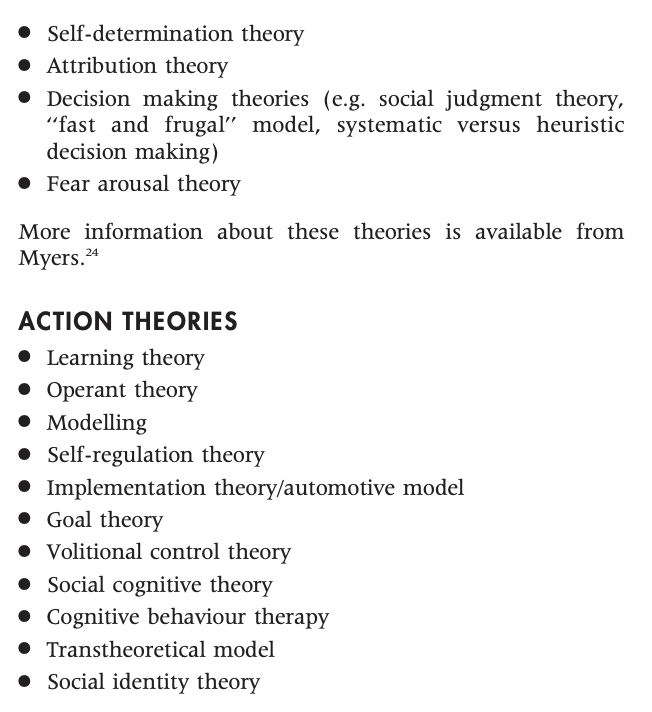 ● Self-determination theory
● Attribution theory
● Decision making theories (e.g. social judgment theory,
‘‘fast and frugal’’ model, systematic versus heuristic
decision making)
● Fear arousal theory
More information about these theories is available from
Myers.²⁴
ACTION THEORIES
● Learning theory
● Operant theory
● Modelling
● Self-regulation theory
● Implementation theory/automotive model
● Goal theory
● Volitional control theory
● Social cognitive theory
● Cognitive behaviour therapy
● Transtheoretical model
● Social identity theory